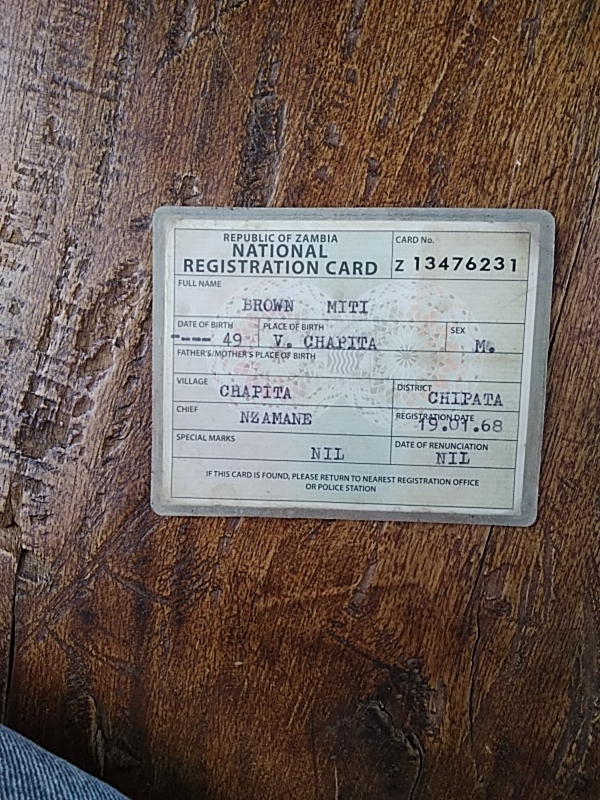 REPUBLIC OF ZAMBIA
NATIONAL
REGISTRATION CARD
CARD No.
Z 13476231
FULL NAME
BROWN MITI
DATE OF BIRTH
---- 49
PLACE OF BIRTH
V. CHAPITA
SEX
M.
FATHER'S/MOTHER'S PLACE OF BIRTH
VILLAGE
CHAPITA
DISTRICT
CHIPATA
CHIEF
NZAMANE
REGISTRATION DATE
19.01.68
SPECIAL MARKS
NIL
DATE OF RENUNCIATION
NIL
IF THIS CARD IS FOUND, PLEASE RETURN TO NEAREST REGISTRATION OFFICE
OR POLICE STATION